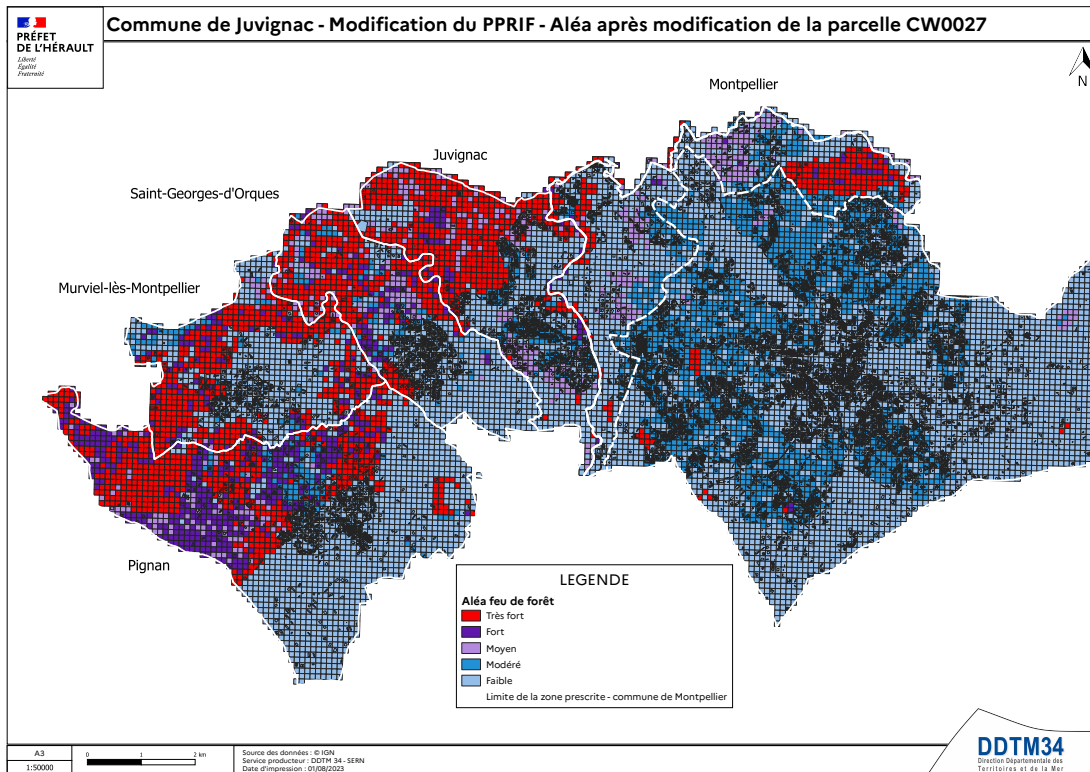 PRÉFET
DE L'HÉRAULT
Liberté
Égalité
Fraternité
Commune de Juvignac - Modification du PPRIF - Aléa après modification de la parcelle CW0027
N
Montpellier
Juvignac
Saint-Georges-d'Orques
Murviel-lès-Montpellier
Pignan
LEGENDE
Aléa feu de forêt
Très fort
Fort
Moyen
Modéré
Faible
Limite de la zone prescrite - commune de Montpellier
A3
1:50000
0 1 2 km
Source des données : © IGN
Service producteur : DDTM 34 - SERN
Date d'impression : 01/08/2023
DDTM34
Direction Départementale des
Territoires et de la Mer